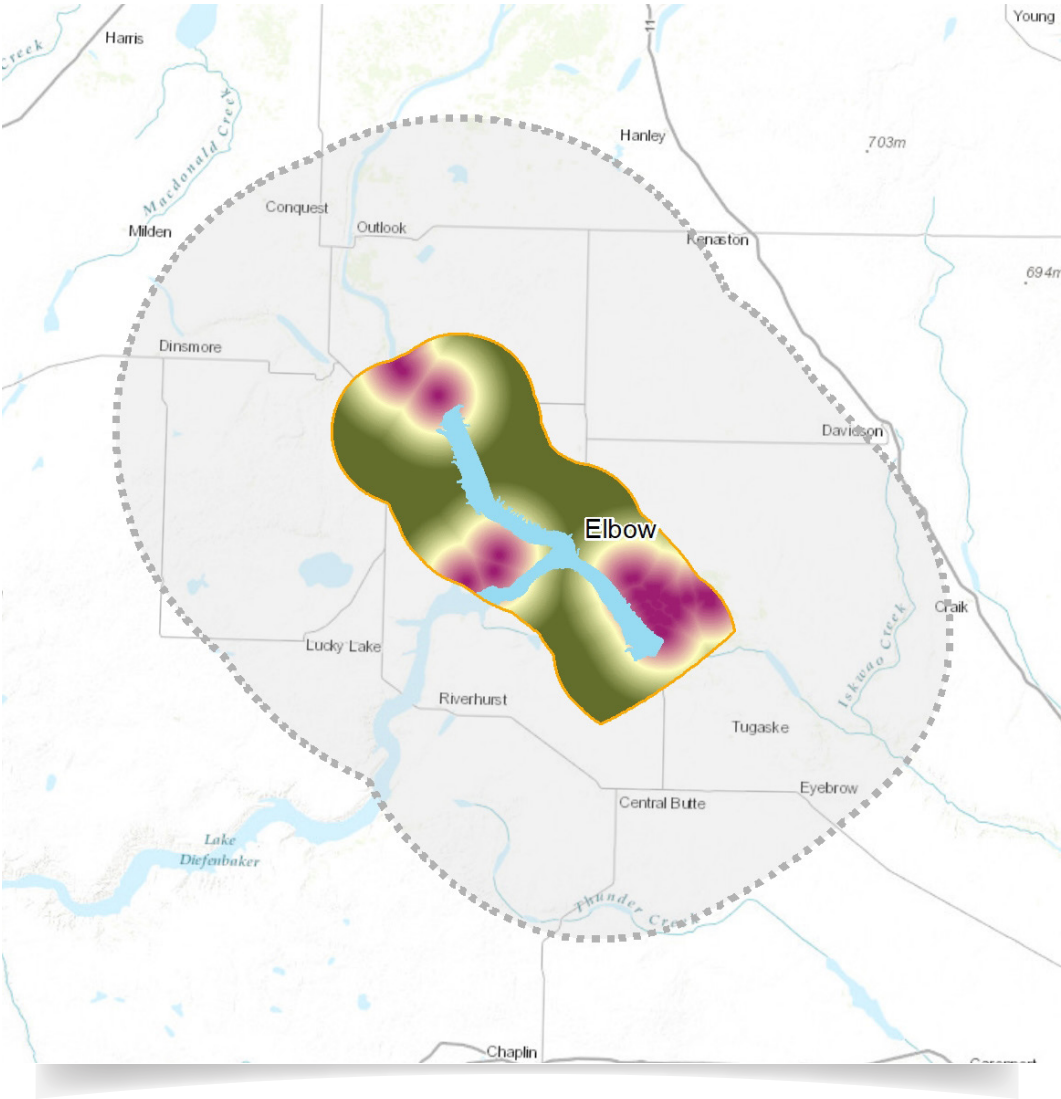 Young
Harris
Creek
11
Hanley
703m
Macdonald Creek
Conquest
Milden
Outlook
Kenaston
694m
Dinsmore
Davidson
Elbow
Craik
Lucky Lake
Iskwao Creek
Riverhurst
Tugaske
Eyebrow
Central Butte
Lake
Diefenbaker
Thunder Creek
Chaplin